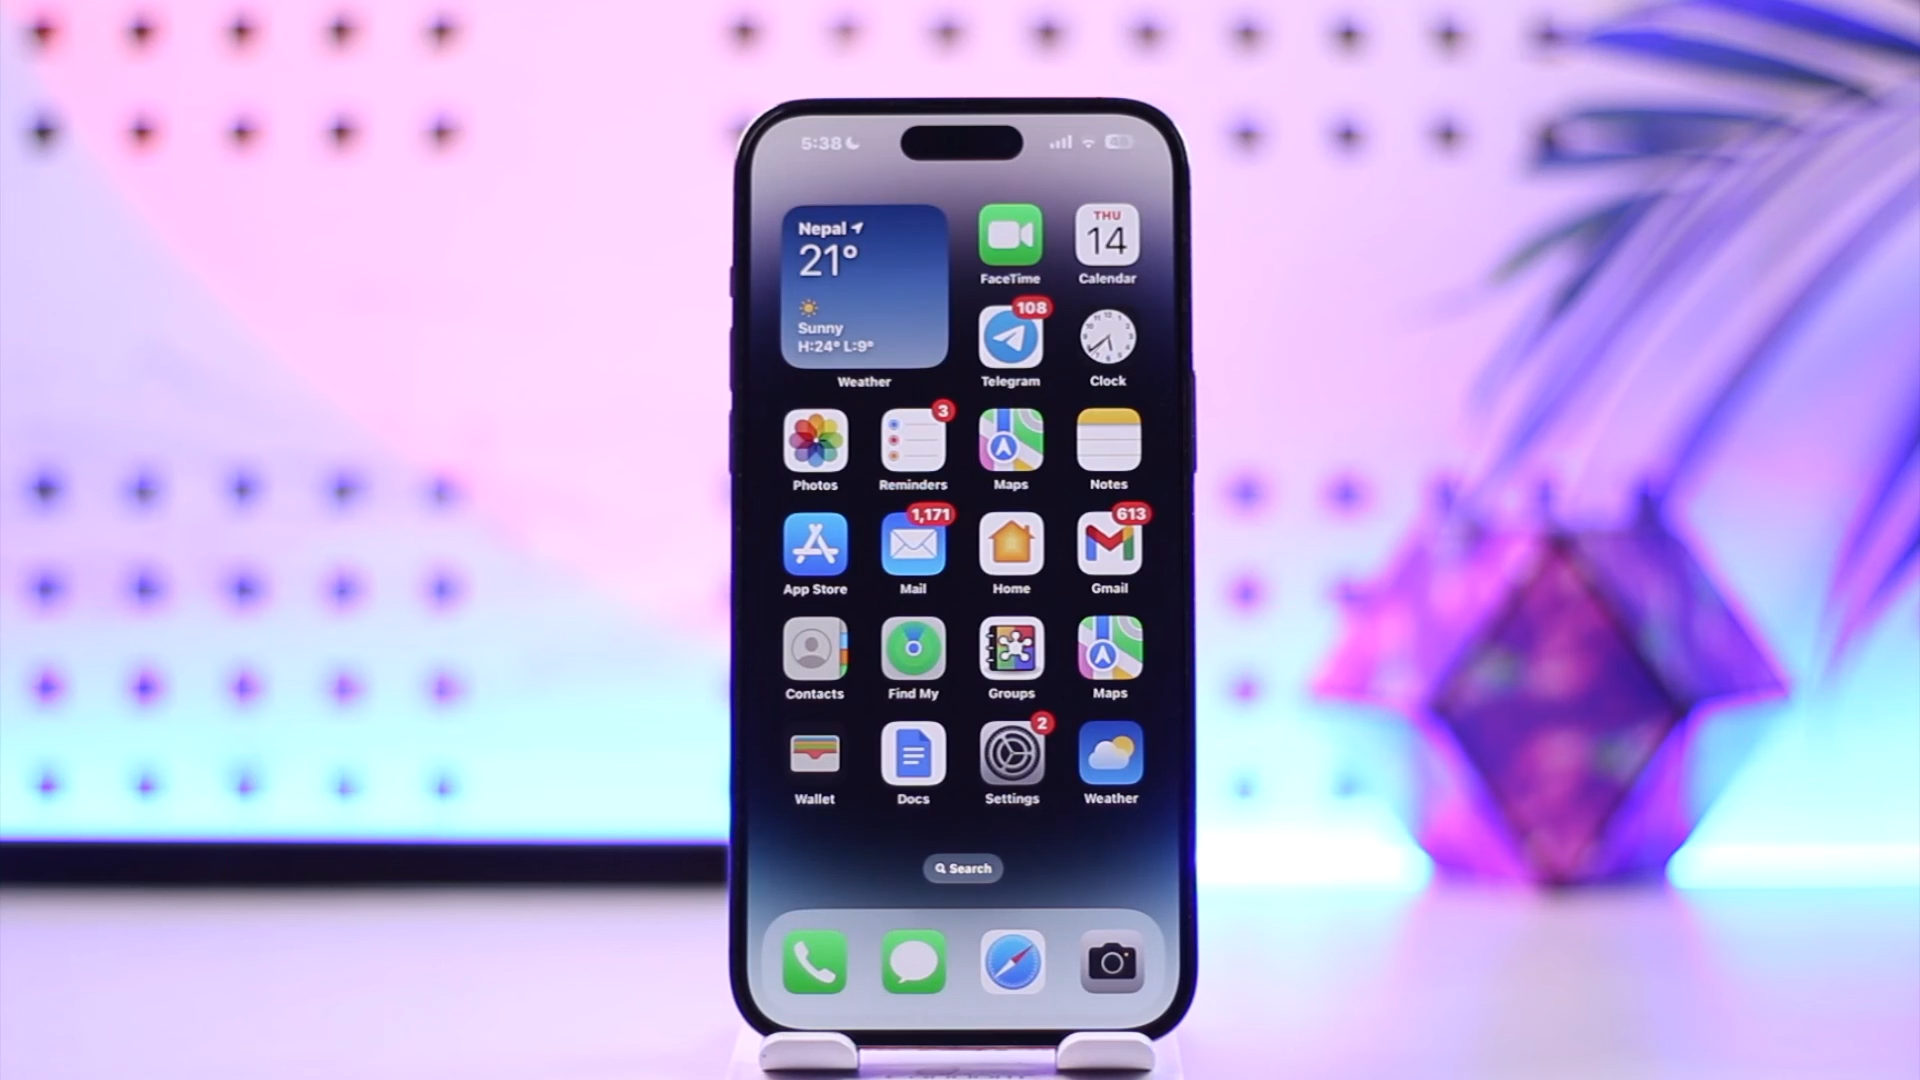 5:38
48
Nepal
21°
Sunny
H:24° L:9°
Weather
FaceTime
THU
14
Calendar
108
Telegram
Clock
Photos
3
Reminders
Maps
Notes
App Store
1,171
Mail
Home
613
Gmail
Contacts
Find My
Groups
Maps
Wallet
Docs
2
Settings
Weather
Search